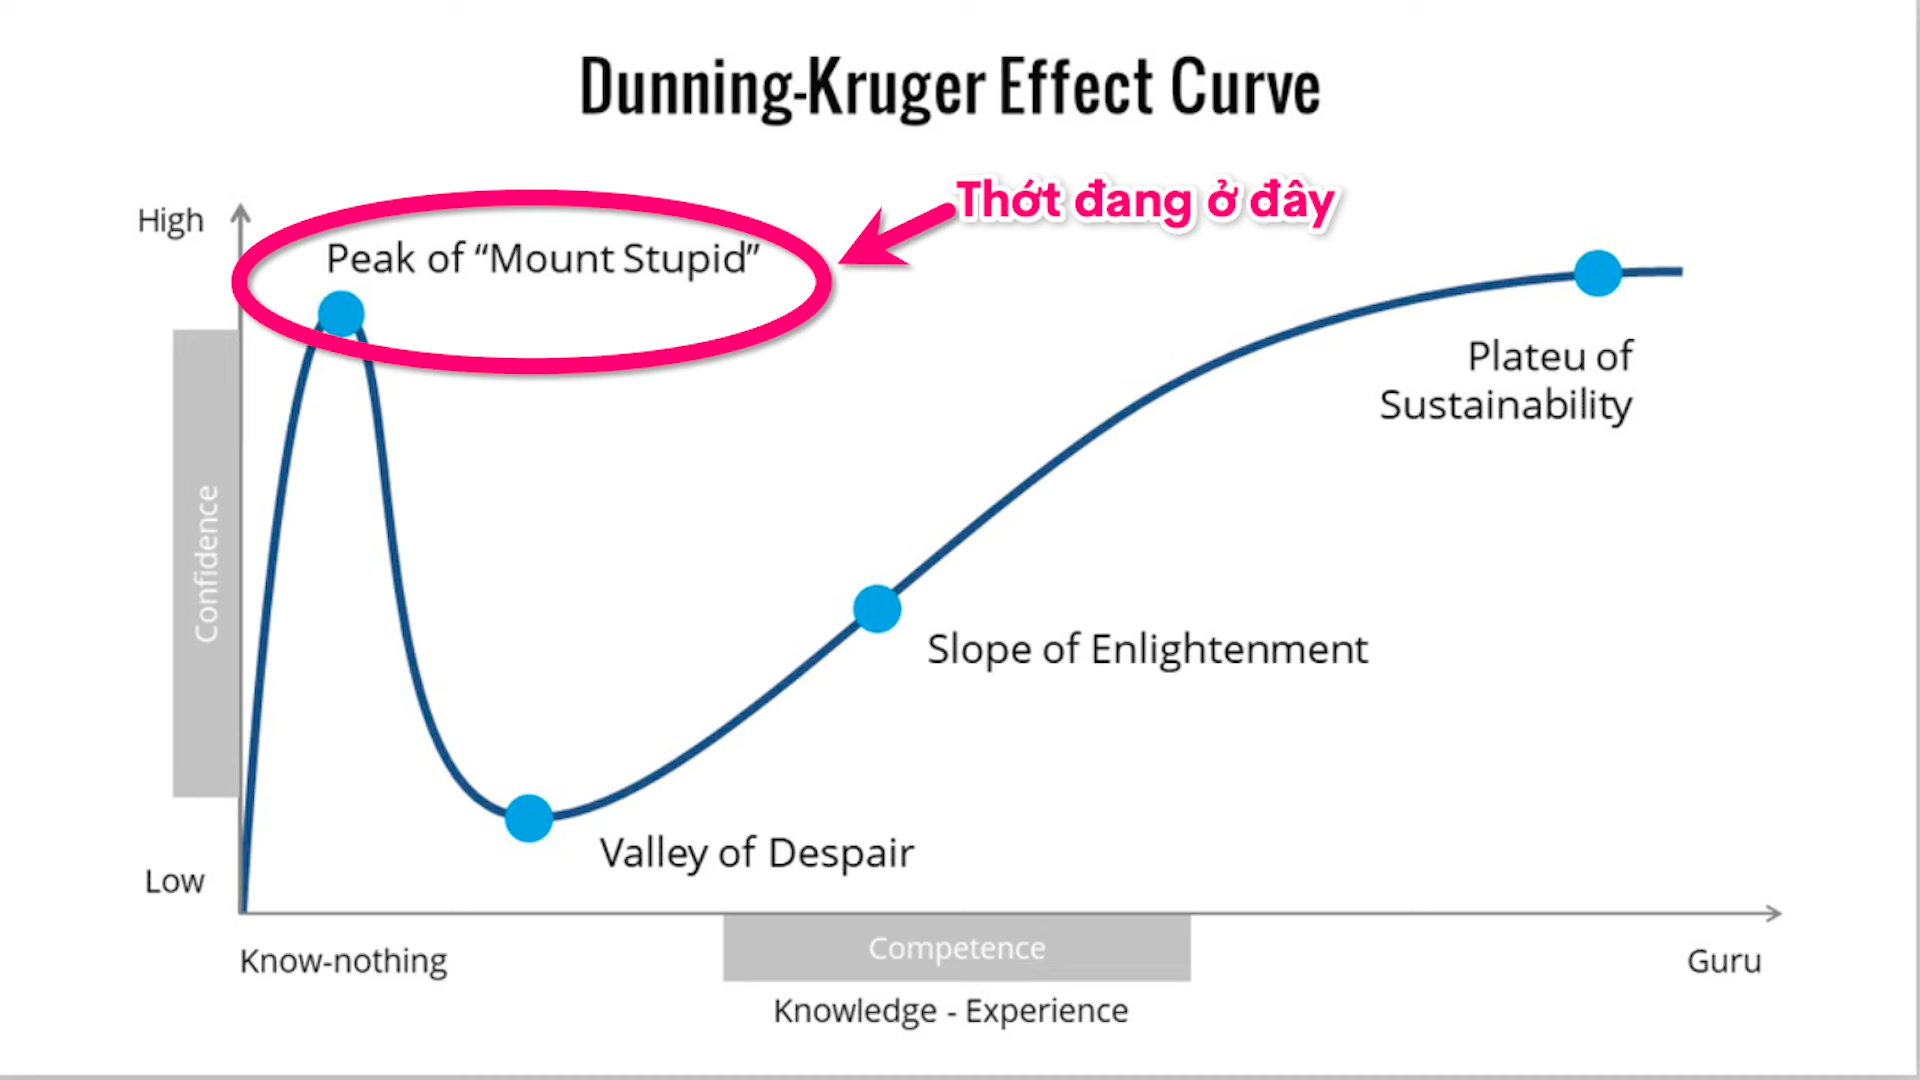 Dunning-Kruger Effect Curve
Thớt đang ở đây
High
Peak of “Mount Stupid”
Plateu of
Sustainability
Confidence
Slope of Enlightenment
Valley of Despair
Low
Know-nothing
Competence
Guru
Knowledge - Experience